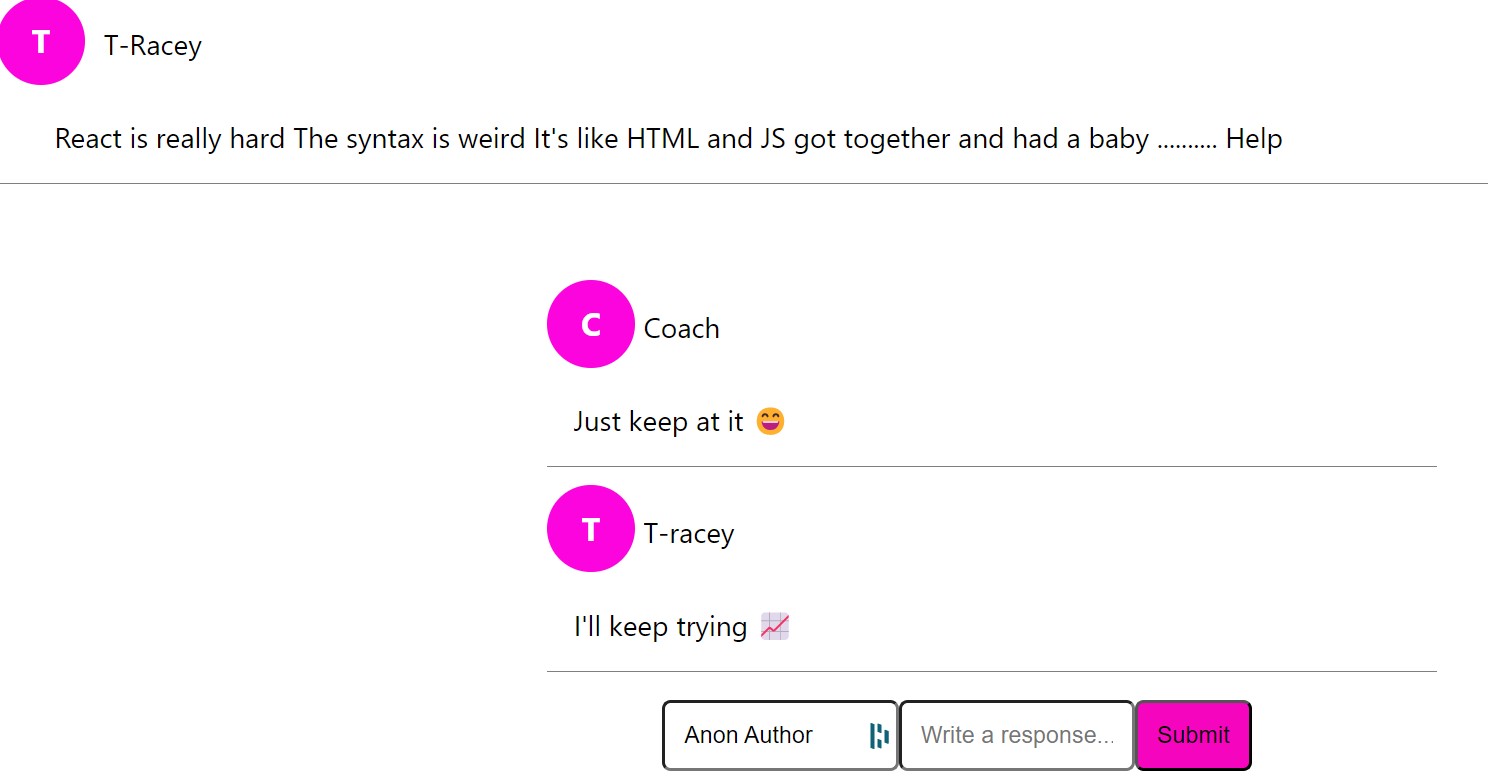 T
T-Racey
React is really hard The syntax is weird It's like HTML and JS got together and had a baby .......... Help
C
Coach
Just keep at it 😄
T
T-racey
I'll keep trying 📈
Anon Author
Write a response...
Submit